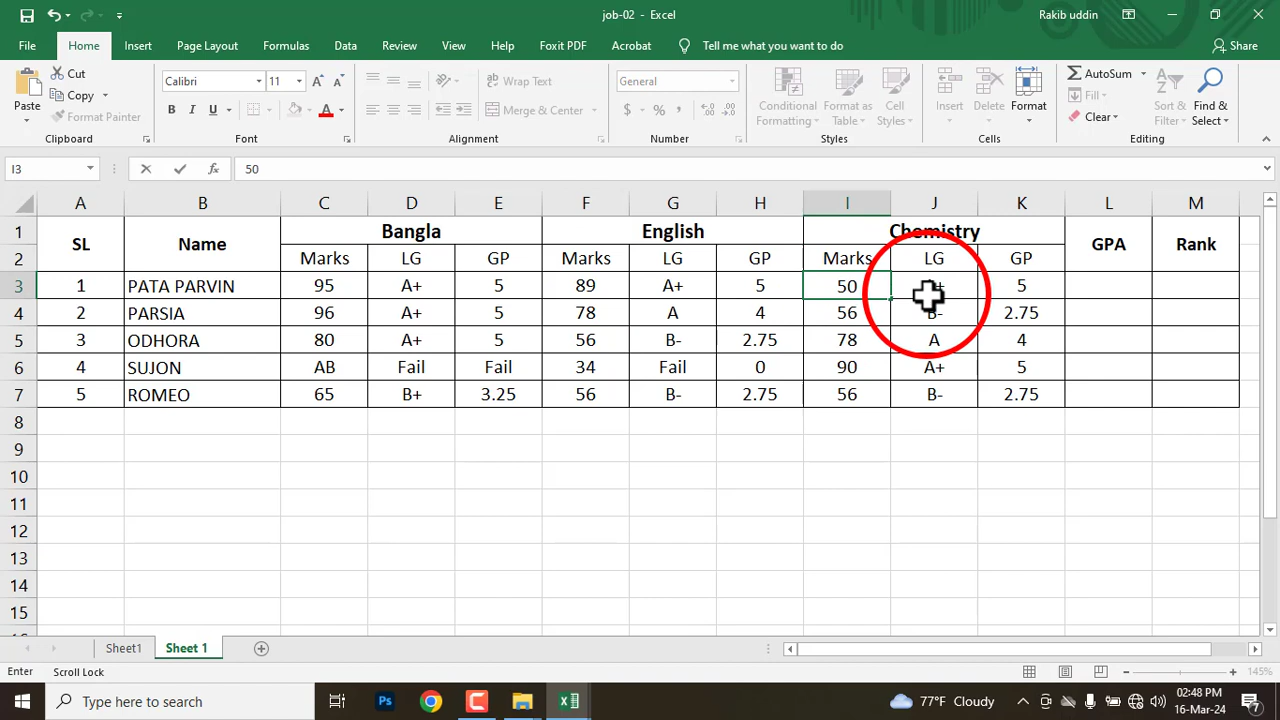 job-02 - Excel
Rakib uddin
File Home Insert Page Layout Formulas Data Review View Help Foxit PDF Acrobat Tell me what you want to do Share
Paste
Cut
Copy
Format Painter
Clipboard
Calibri 11
B I U
Font
Wrap Text
Merge & Center
Alignment
General
$ % ,
Number
Conditional Formatting
Format as Table
Cell Styles
Styles
Insert Delete Format
Cells
AutoSum
Fill
Clear
Sort & Filter
Find & Select
Editing
I3 fx 50
A B C D E F G H I J K L M
1 SL Name Bangla English Chemistry GPA Rank
2 Marks LG GP Marks LG GP Marks LG GP
3 1 PATA PARVIN 95 A+ 5 89 A+ 5 50 5
4 2 PARSIA 96 A+ 5 78 A 4 56 B- 2.75
5 3 ODHORA 80 A+ 5 56 B- 2.75 78 A 4
6 4 SUJON AB Fail Fail 34 Fail 0 90 A+ 5
7 5 ROMEO 65 B+ 3.25 56 B- 2.75 56 B- 2.75
8
9
10
11
12
13
14
15
Sheet1 Sheet 1
Enter Scroll Lock 145%
Type here to search
Ps
77°F Cloudy
02:48 PM
16-Mar-24
7